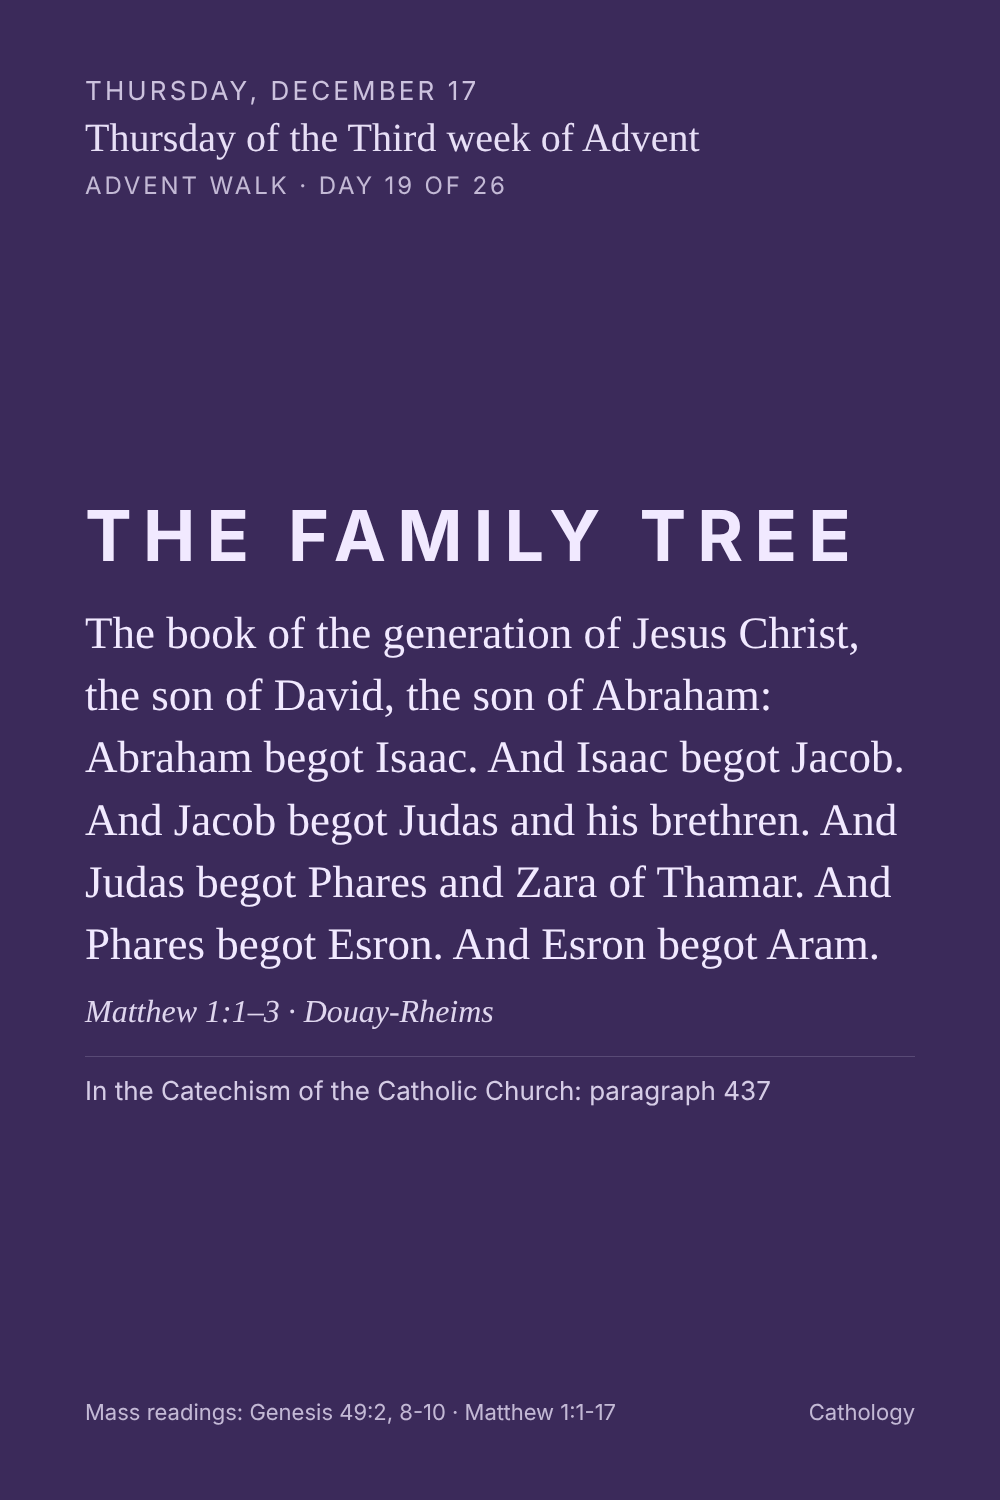 THURSDAY, DECEMBER 17
Thursday of the Third week of Advent
ADVENT WALK · DAY 19 OF 26
THE FAMILY TREE
The book of the generation of Jesus Christ,
the son of David, the son of Abraham:
Abraham begot Isaac. And Isaac begot Jacob.
And Jacob begot Judas and his brethren. And
Judas begot Phares and Zara of Thamar. And
Phares begot Esron. And Esron begot Aram.
Matthew 1:1–3 · Douay-Rheims
In the Catechism of the Catholic Church: paragraph 437
Mass readings: Genesis 49:2, 8-10 · Matthew 1:1-17
Cathology